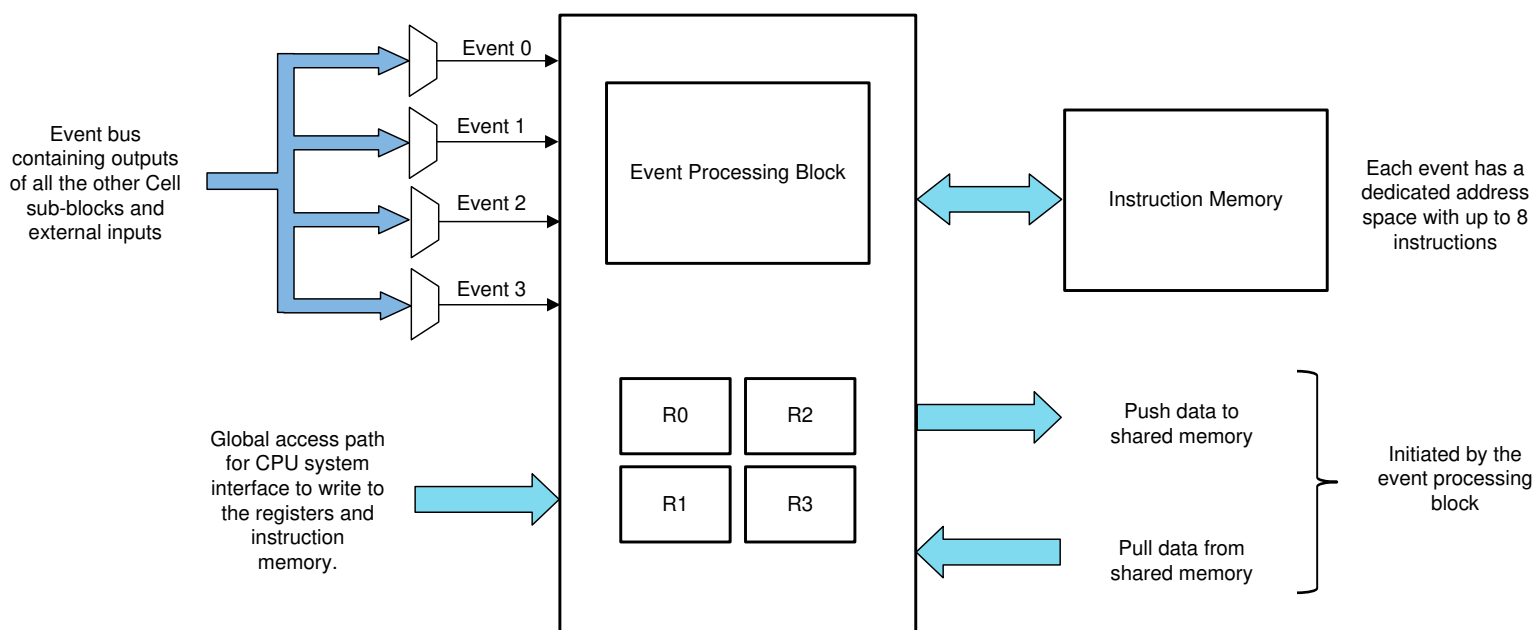 Event bus
containing outputs
of all the other Cell
sub-blocks and
external inputs
Event 0
Event 1
Event 2
Event 3
Event Processing Block
Instruction Memory
Each event has a
dedicated address
space with up to 8
instructions
Global access path
for CPU system
interface to write to
the registers and
instruction
memory.
R0
R2
R1
R3
Push data to
shared memory
Pull data from
shared memory
Initiated by the
event processing
block